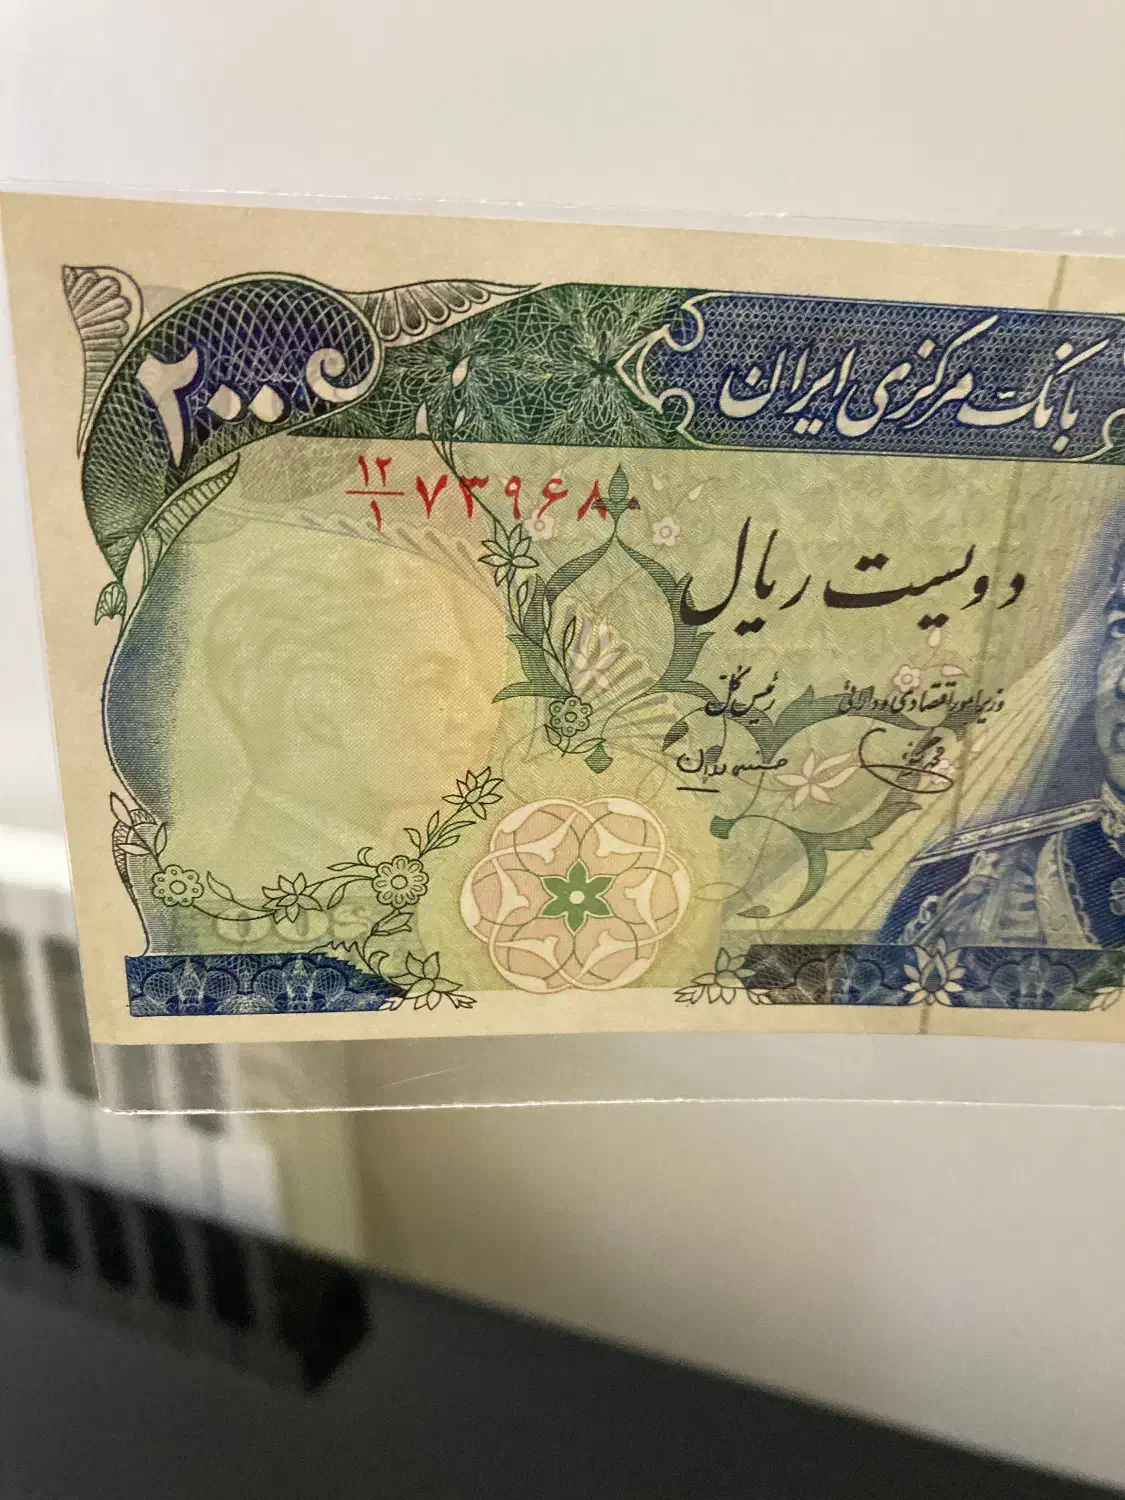 بانک مرکزی ایران
۲۰۰
۱۲/۱ ۷۳۹۶۸۰
دویست ریال
وزیر امور اقتصادی و دارائی رئیس کل